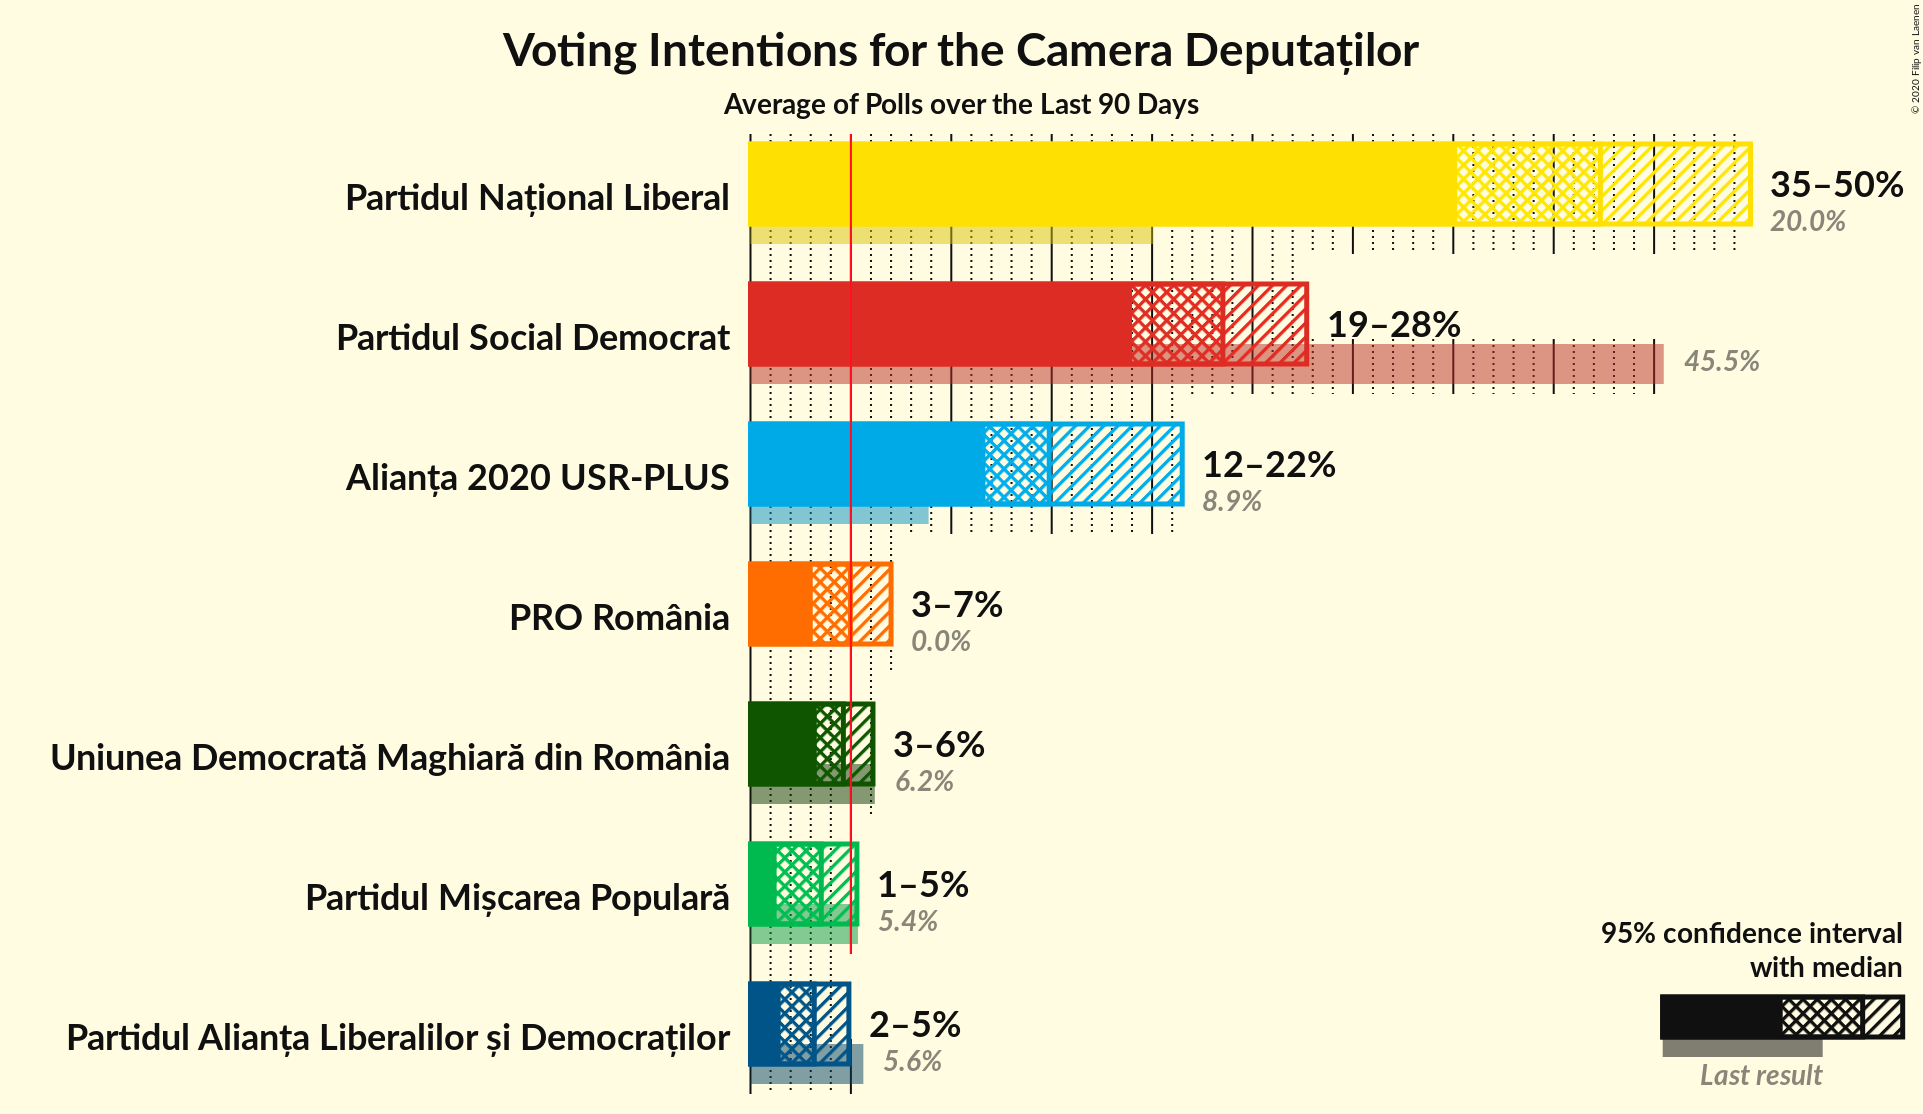 Voting Intentions for the Camera Deputaților
Average of Polls over the Last 90 Days
© 2020 Filip van Laenen
Partidul Național Liberal
35–50%
20.0%
Partidul Social Democrat
19–28%
45.5%
Alianța 2020 USR-PLUS
12–22%
8.9%
PRO România
3–7%
0.0%
Uniunea Democrată Maghiară din România
3–6%
6.2%
Partidul Mișcarea Populară
1–5%
5.4%
Partidul Alianța Liberalilor și Democraților
2–5%
5.6%
95% confidence interval
with median
Last result